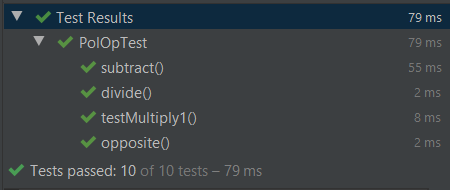 Test Results 79 ms
PolOpTest 79 ms
subtract() 55 ms
divide() 2 ms
testMultiply1() 8 ms
opposite() 2 ms
Tests passed: 10 of 10 tests – 79 ms